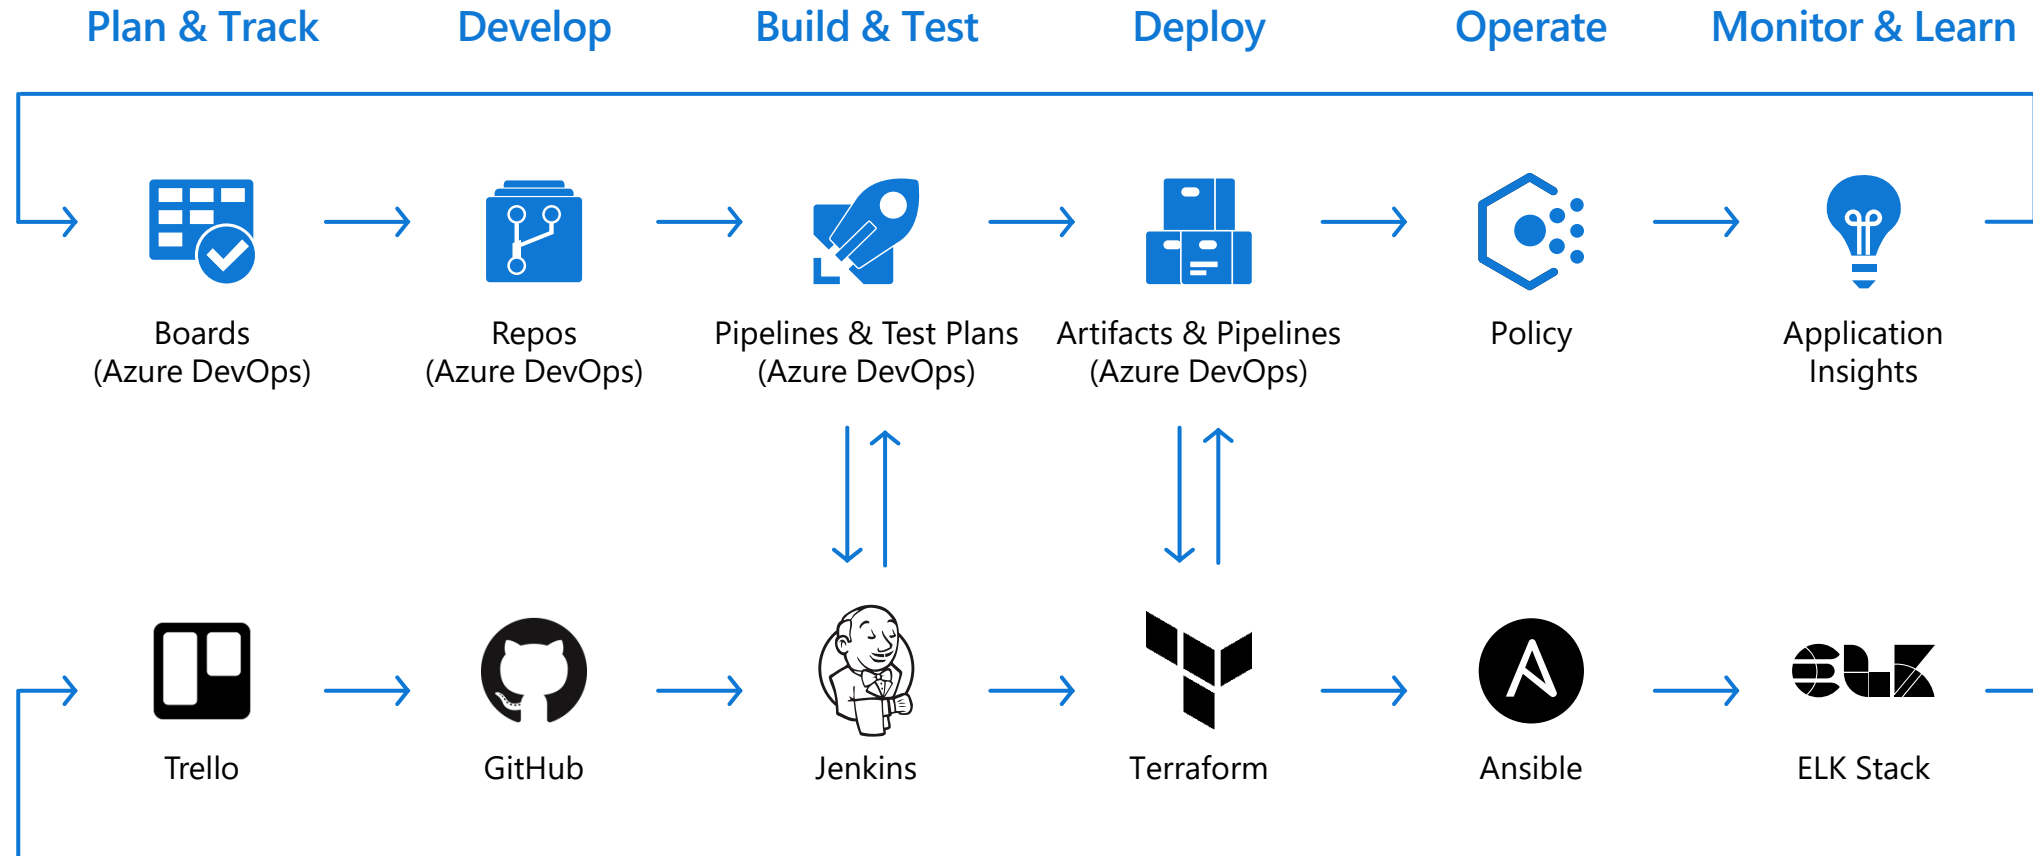 Plan & Track
Develop
Build & Test
Deploy
Operate
Monitor & Learn
Boards
(Azure DevOps)
Repos
(Azure DevOps)
Pipelines & Test Plans
(Azure DevOps)
Artifacts & Pipelines
(Azure DevOps)
Policy
Application
Insights
ELK
Trello
GitHub
Jenkins
Terraform
Ansible
ELK Stack